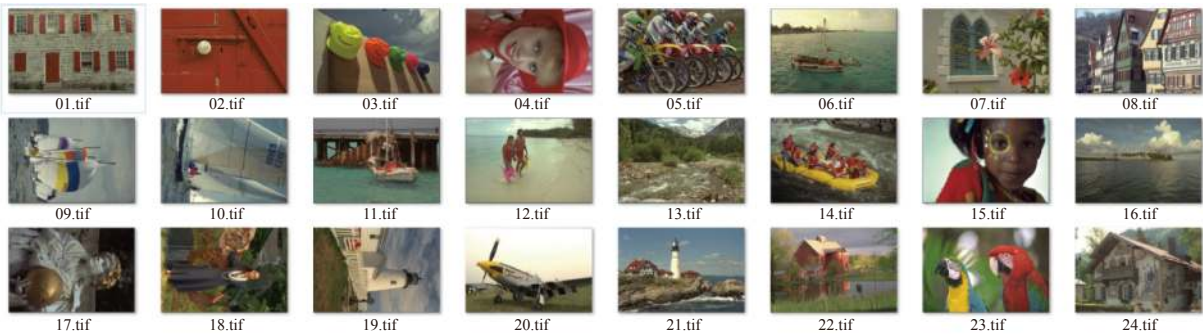 01.tif 02.tif 03.tif 04.tif 05.tif 06.tif 07.tif 08.tif
09.tif 10.tif 11.tif 12.tif 13.tif 14.tif 15.tif 16.tif
17.tif 18.tif 19.tif 20.tif 21.tif 22.tif 23.tif 24.tif